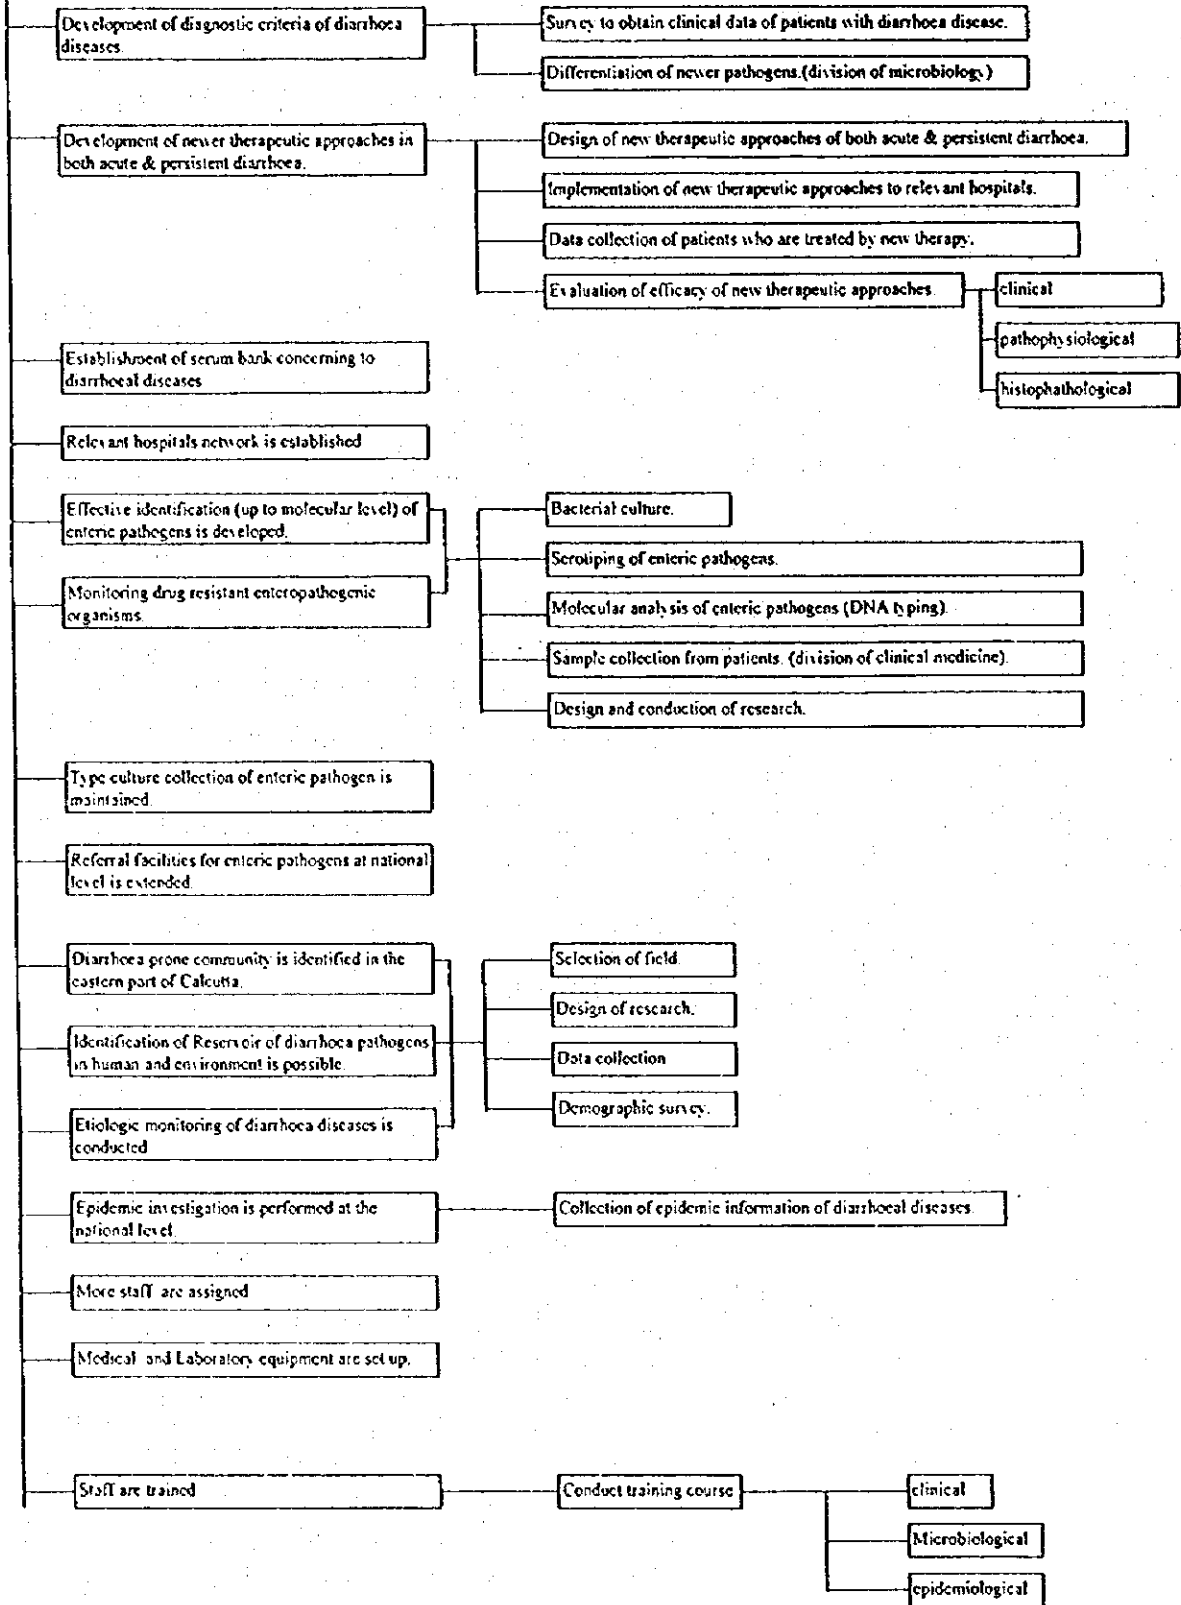 Development of diagnostic criteria of diarrhoea
diseases.
Survey to obtain clinical data of patients with diarrhoea disease.
Differentiation of newer pathogens.(division of microbiology)
Development of newer therapeutic approaches in
both acute & persistent diarrhoea.
Design of new therapeutic approaches of both acute & persistent diarrhoea.
Implementation of new therapeutic approaches to relevant hospitals.
Data collection of patients who are treated by new therapy.
Evaluation of efficacy of new therapeutic approaches.
clinical
pathophysiological
histophathological
Establishment of serum bank concerning to
diarrhoeal diseases
Relevant hospitals network is established
Effective identification (up to molecular level) of
enteric pathogens is developed.
Monitoring drug resistant enteropathogenic
organisms.
Bacterial culture.
Serotiping of enteric pathogens.
Molecular analysis of enteric pathogens (DNA typing).
Sample collection from patients. (division of clinical medicine).
Design and conduction of research.
Type culture collection of enteric pathogen is
maintained.
Referral facilities for enteric pathogens at national
level is extended.
Diarrhoea prone community is identified in the
eastern part of Calcutta.
Identification of Reservoir of diarrhoea pathogens
in human and environment is possible.
Etiologic monitoring of diarrhoea diseases is
conducted
Selection of field.
Design of research.
Data collection
Demographic survey.
Epidemic investigation is performed at the
national level.
Collection of epidemic information of diarrhoeal diseases.
More staff are assigned
Medical and Laboratory equipment are set up.
Staff are trained
Conduct training course
clinical
Microbiological
epidemiological